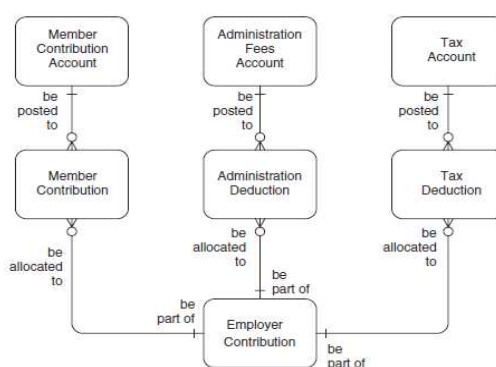 Member
Contribution
Account
Administration
Fees
Account
Tax
Account
be
posted
to
be
posted
to
be
posted
to
Member
Contribution
Administration
Deduction
Tax
Deduction
be
allocated
to
be
allocated
to
be
allocated
to
be
part of
be
part of
Employer
Contribution
be
part of